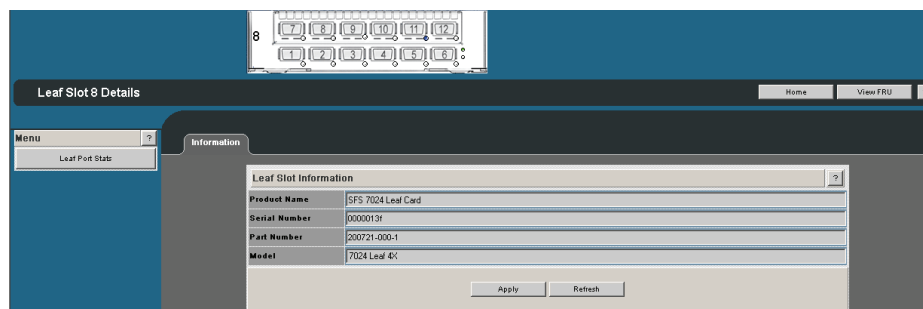 8
7 8 9 10 11 12
1 2 3 4 5 6
Leaf Slot 8 Details
Home
View FRU
Menu ?
Leaf Port Stats
Information
Leaf Slot Information ?
Product Name SFS 7024 Leaf Card
Serial Number 0000013f
Part Number 200721-000-1
Model 7024 Leaf 4X
Apply Refresh